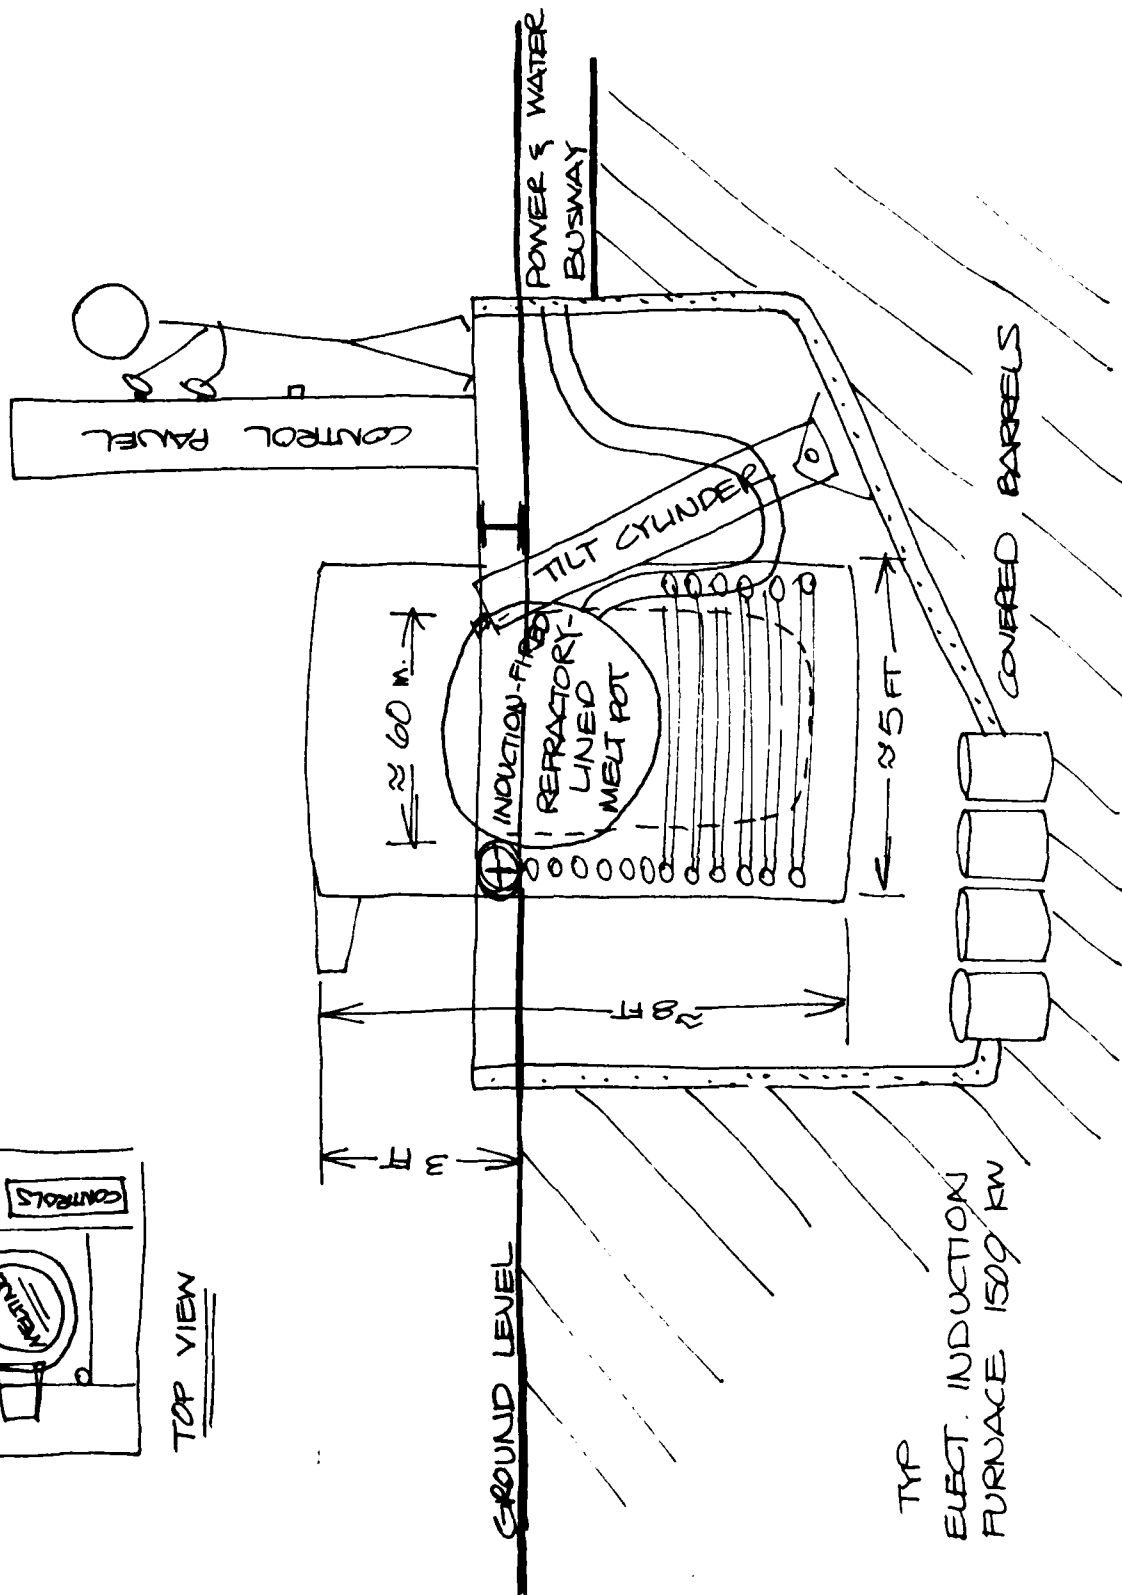 CONTROLS
MELTING
TOP VIEW
CONTROL PANEL
POWER & WATER
BUSWAY
TILT CYLINDER
≈ 60 in.
INDUCTION-FIRED
REFRACTORY-
LINED
MELT POT
≈ 5 FT
≈ 8 FT
3 FT
GROUND LEVEL
COVERED BARRELS
TYP
ELECT. INDUCTION
FURNACE 1500 KW